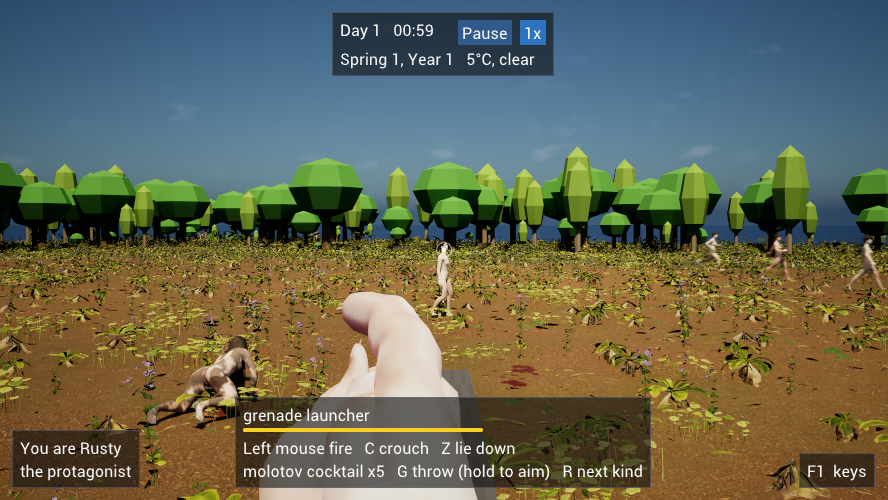 Day 1 00:59 Pause 1x
Spring 1, Year 1 5°C, clear
grenade launcher
Left mouse fire C crouch Z lie down
molotov cocktail x5 G throw (hold to aim) R next kind
You are Rusty
the protagonist
F1 keys